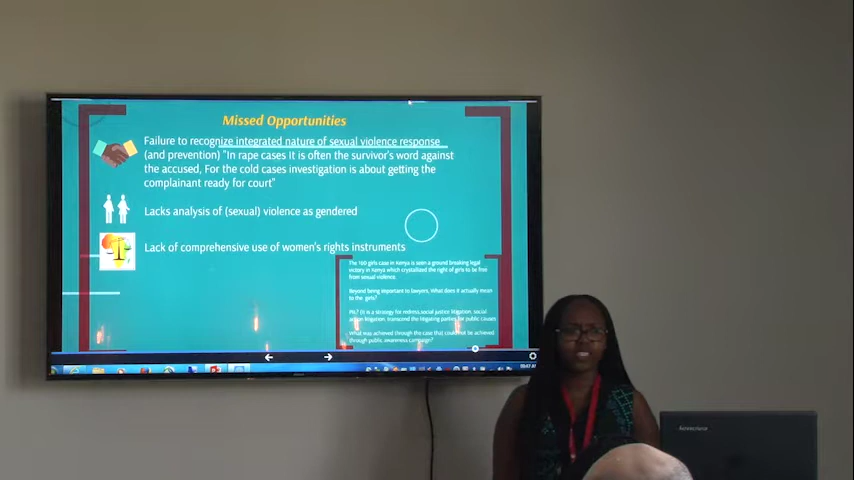 Missed Opportunities
Failure to recognize integrated nature of sexual violence response
(and prevention) "In rape cases it is often the survivor's word against
the accused, For the cold cases investigation is about getting the
complainant ready for court"
Lacks analysis of (sexual) violence as gendered
Lack of comprehensive use of women's rights instruments
The 160 girls case in Kenya is seen a ground breaking legal
victory in Kenya which crystallized the right of girls to be free
from sexual violence.
Beyond being important to lawyers, What does it actually mean
to the girls?
PIL? (It is a strategy for redress, social justice litigation, social
action litigation, transcend the litigating parties for public causes
What was achieved through the case that could not be achieved
through public awareness campaign?